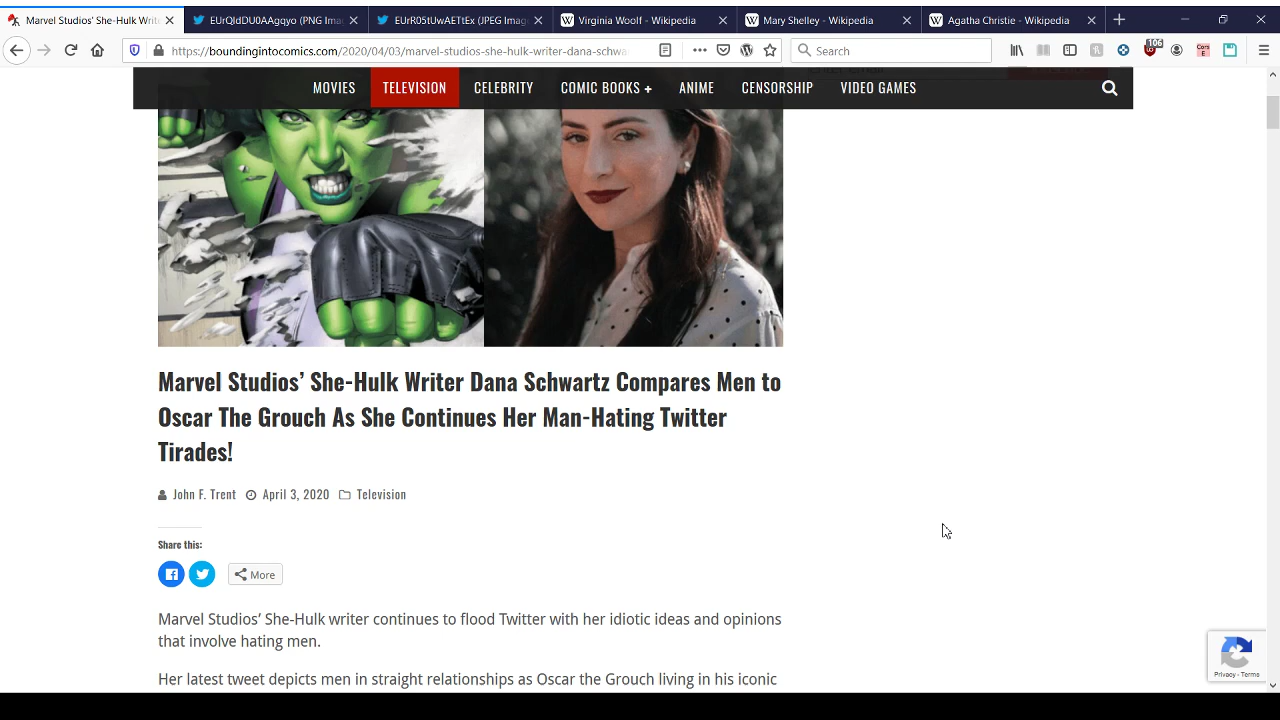 Marvel Studios' She-Hulk Write
EUrQIdDU0AAgqyo (PNG Imag
EUrR05tUwAETtEx (JPEG Imag
Virginia Woolf - Wikipedia
Mary Shelley - Wikipedia
Agatha Christie - Wikipedia
https://boundingintocomics.com/2020/04/03/marvel-studios-she-hulk-writer-dana-schwa
Search
106
MOVIES
TELEVISION
CELEBRITY
COMIC BOOKS +
ANIME
CENSORSHIP
VIDEO GAMES
Marvel Studios' She-Hulk Writer Dana Schwartz Compares Men to
Oscar The Grouch As She Continues Her Man-Hating Twitter
Tirades!
John F. Trent April 3, 2020 Television
Share this:
More
Marvel Studios' She-Hulk writer continues to flood Twitter with her idiotic ideas and opinions
that involve hating men.
Her latest tweet depicts men in straight relationships as Oscar the Grouch living in his iconic
Privacy - Terms